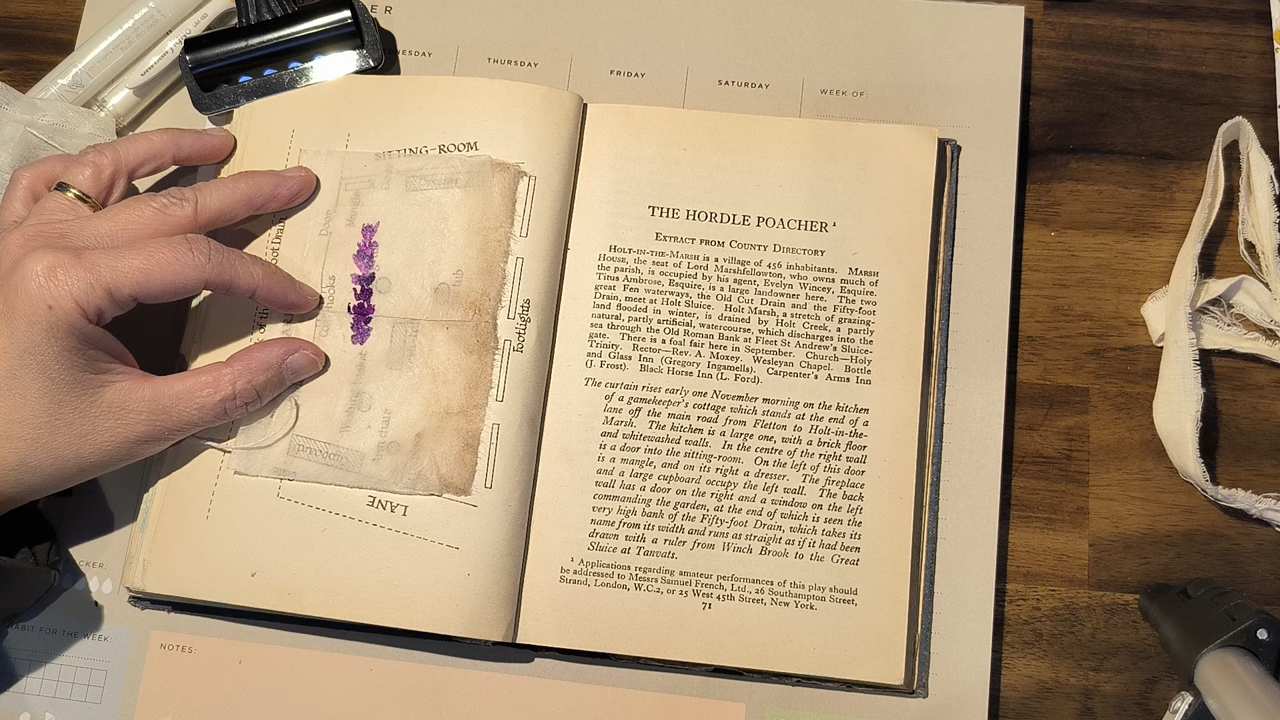 ER
NESDAY
THURSDAY
FRIDAY
SATURDAY
WEEK OF:
SITTING-ROOM
Door
Footlights
Cupboard
LANE
THE HORDLE POACHER¹
EXTRACT FROM COUNTY DIRECTORY
HOLT-IN-THE-MARSH is a village of 456 inhabitants. MARSH
HOUSE, the seat of Lord Marshfellowton, who owns much of
the parish, is occupied by his agent, Evelyn Wincey, Esquire.
Titus Ambrose, Esquire, is a large landowner here. The two
great Fen waterways, the Old Cut Drain and the Fifty-foot
Drain, meet at Holt Sluice. Holt Marsh, a stretch of grazing-
land flooded in winter, is drained by Holt Creek, a partly
natural, partly artificial, watercourse, which discharges into the
sea through the Old Roman Bank at Fleet St Andrew's Sluice-
gate. There is a foal fair here in September. Church—Holy
Trinity. Rector—Rev. A. Moxey. Wesleyan Chapel. Bottle
and Glass Inn (Gregory Ingamells). Carpenter's Arms Inn
(J. Frost). Black Horse Inn (L. Ford).
The curtain rises early one November morning on the kitchen
of a gamekeeper's cottage which stands at the end of a
lane off the main road from Fletton to Holt-in-the-
Marsh. The kitchen is a large one, with a brick floor
and whitewashed walls. In the centre of the right wall
is a door into the sitting-room. On the left of this door
is a mangle, and on its right a dresser. The fireplace
and a large cupboard occupy the left wall. The back
wall has a door on the right and a window on the left
commanding the garden, at the end of which is seen the
very high bank of the Fifty-foot Drain, which takes its
name from its width and runs as straight as if it had been
drawn with a ruler from Winch Brook to the Great
Sluice at Tanvats.
¹ Applications regarding amateur performances of this play should
be addressed to Messrs Samuel French, Ltd., 26 Southampton Street,
Strand, London, W.C.2, or 25 West 45th Street, New York.
71
CKER:
HABIT FOR THE WEEK:
NOTES: